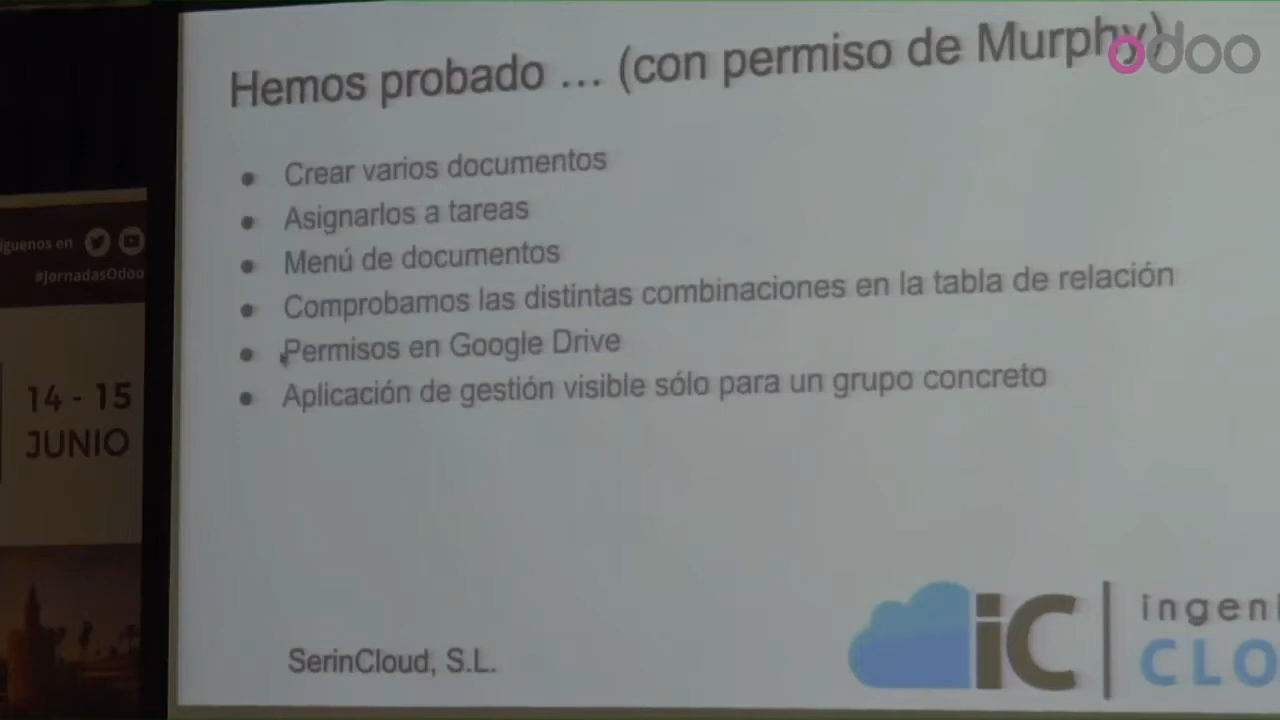 Hemos probado ... (con permiso de Murphy)
odoo
Crear varios documentos
Asignarlos a tareas
Menú de documentos
Comprobamos las distintas combinaciones en la tabla de relación
Permisos en Google Drive
Aplicación de gestión visible sólo para un grupo concreto
SerinCloud, S.L.
iC
ingeni
CLO
íguenos en
#JornadasOdoo
14 - 15
JUNIO